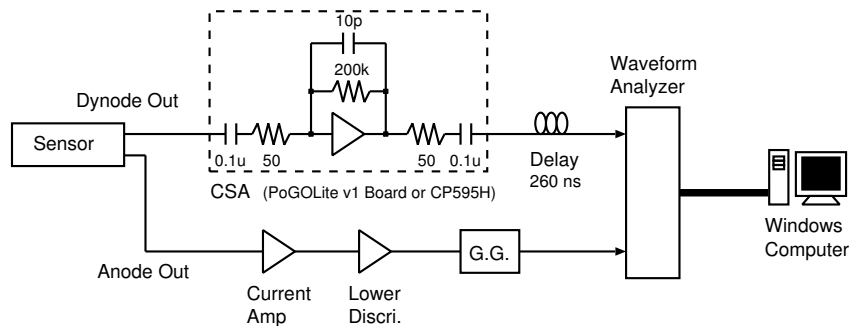 10p
200k
Waveform
Analyzer
Dynode Out
Sensor
0.1u
50
50
0.1u
Delay
260 ns
CSA (PoGOLite v1 Board or CP595H)
Windows
Computer
G.G.
Anode Out
Current
Amp
Lower
Discri.